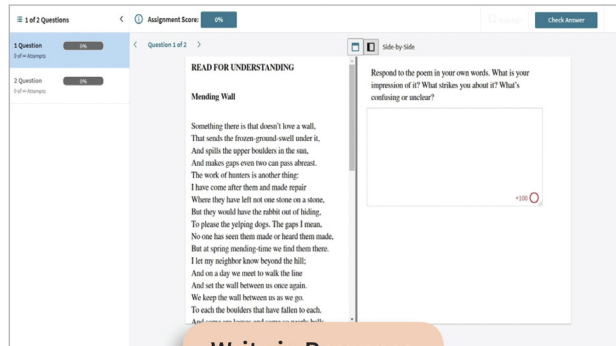 1 of 2 Questions
Assignment Score: 0%
Check Answer
1 Question 0%
0 of ∞ Attempts
2 Question 0%
0 of ∞ Attempts
Question 1 of 2
Side-by-Side
READ FOR UNDERSTANDING
Mending Wall
Something there is that doesn't love a wall,
That sends the frozen-ground-swell under it,
And spills the upper boulders in the sun,
And makes gaps even two can pass abreast.
The work of hunters is another thing:
I have come after them and made repair
Where they have left not one stone on a stone,
But they would have the rabbit out of hiding,
To please the yelping dogs. The gaps I mean,
No one has seen them made or heard them made,
But at spring mending-time we find them there.
I let my neighbor know beyond the hill;
And on a day we meet to walk the line
And set the wall between us once again.
We keep the wall between us as we go.
To each the boulders that have fallen to each.
And some are loaves and some so nearly balls
Respond to the poem in your own words. What is your
impression of it? What strikes you about it? What's
confusing or unclear?
+100